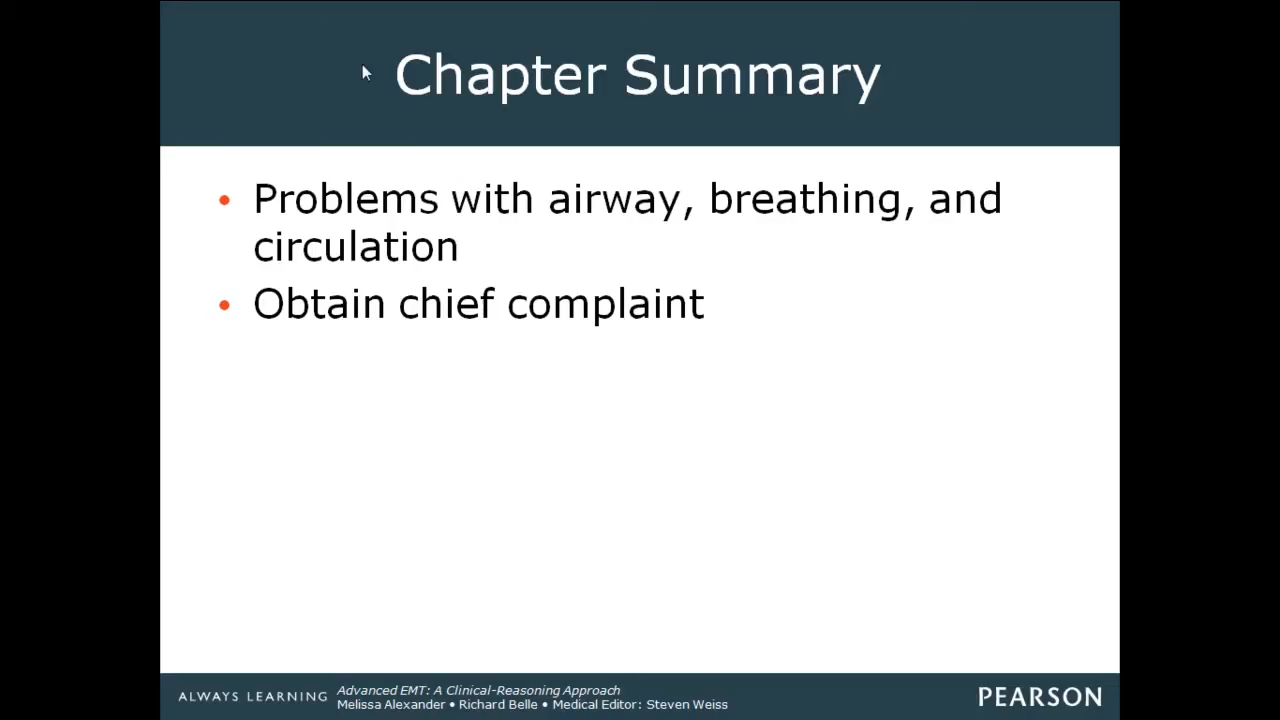 Chapter Summary
• Problems with airway, breathing, and
circulation
• Obtain chief complaint
ALWAYS LEARNING
Advanced EMT: A Clinical-Reasoning Approach
Melissa Alexander • Richard Belle • Medical Editor: Steven Weiss
PEARSON